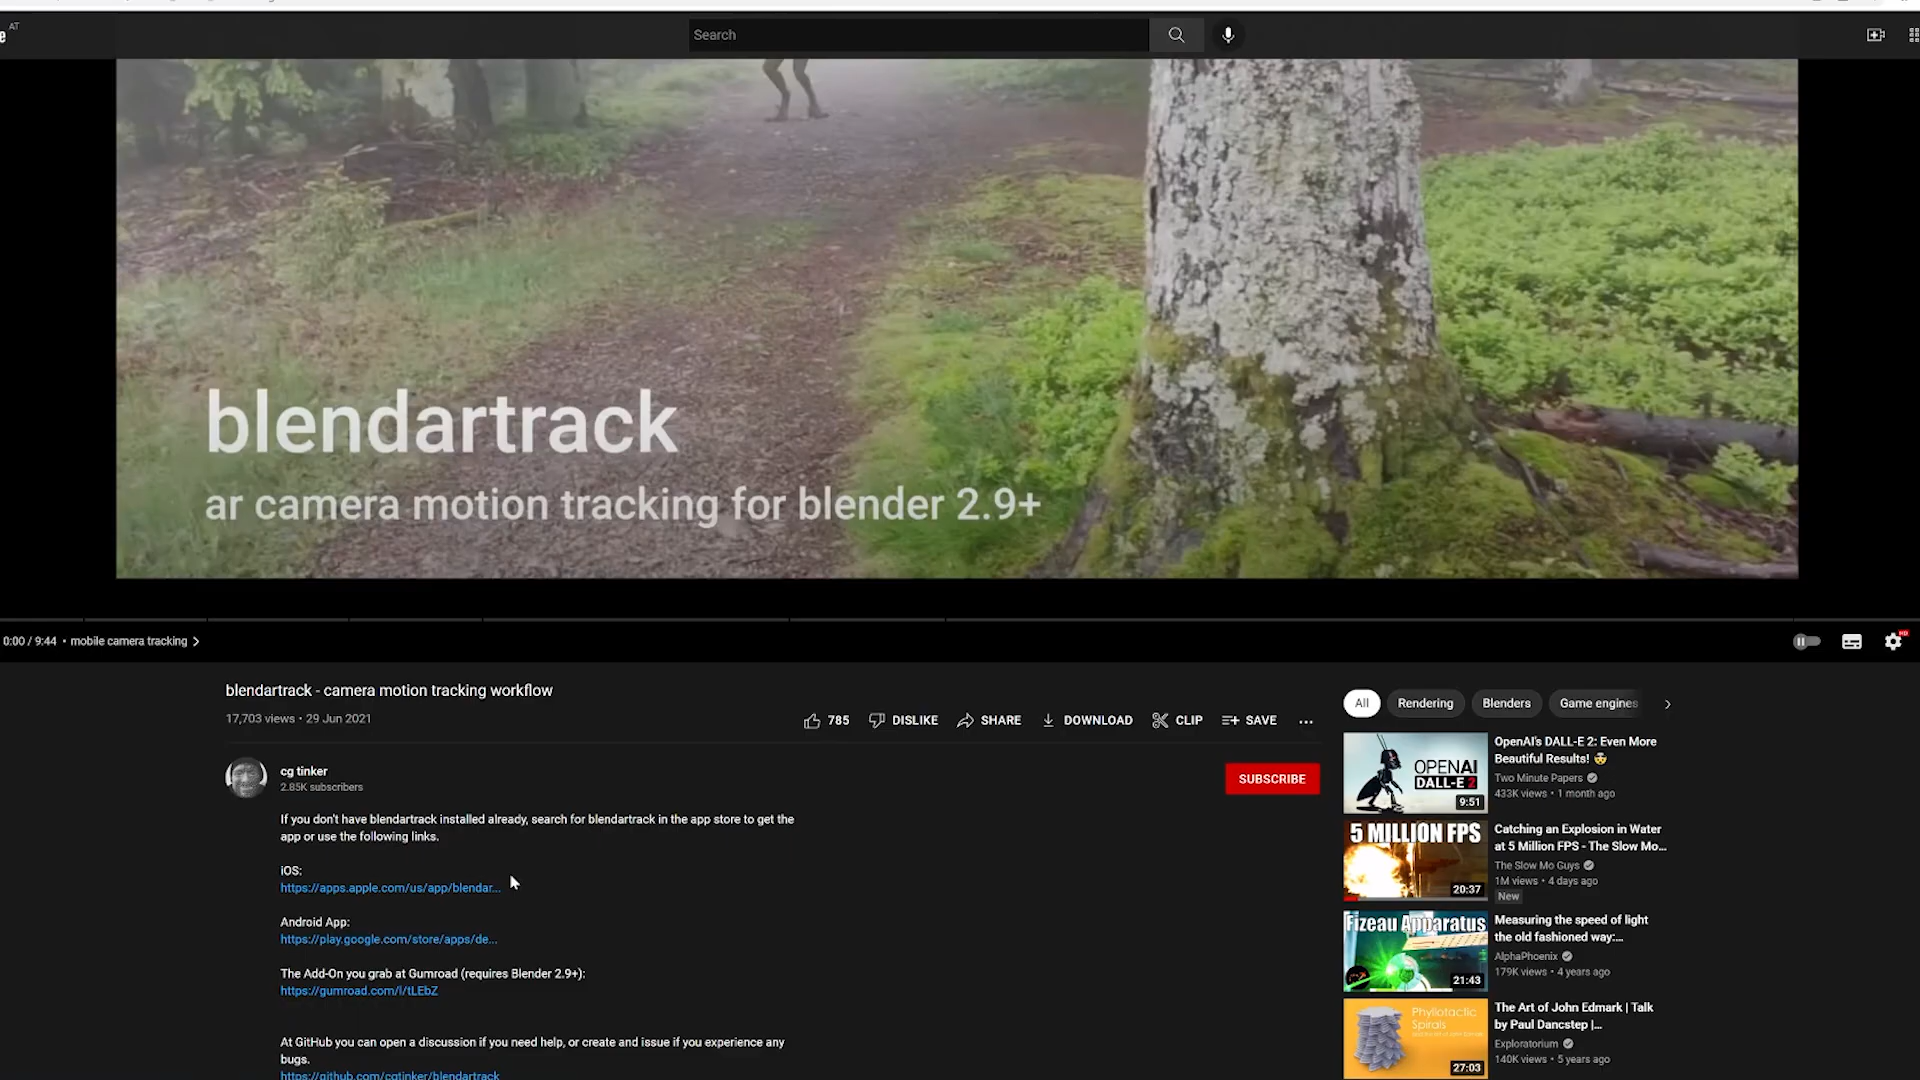 AT
e
Search
blendartrack
ar camera motion tracking for blender 2.9+
0:00 / 9:44 • mobile camera tracking
HD
blendartrack - camera motion tracking workflow
17,703 views • 29 Jun 2021
785
DISLIKE
SHARE
DOWNLOAD
CLIP
SAVE
cg tinker
2.85K subscribers
SUBSCRIBE
If you don't have blendartrack installed already, search for blendartrack in the app store to get the
app or use the following links.
iOS:
https://apps.apple.com/us/app/blendar...
Android App:
https://play.google.com/store/apps/de...
The Add-On you grab at Gumroad (requires Blender 2.9+):
https://gumroad.com/l/tLEbZ
At GitHub you can open a discussion if you need help, or create and issue if you experience any
bugs.
https://github.com/cgtinker/blendartrack
All
Rendering
Blenders
Game engines
OPENAI
DALL-E 2
9:51
OpenAI's DALL-E 2: Even More
Beautiful Results! 🤯
Two Minute Papers
433K views • 1 month ago
5 MILLION FPS
20:37
Catching an Explosion in Water
at 5 Million FPS - The Slow Mo...
The Slow Mo Guys
1M views • 4 days ago
New
Fizeau Apparatus
21:43
Measuring the speed of light
the old fashioned way:...
AlphaPhoenix
179K views • 4 years ago
Phyllotactic
Spirals
27:03
The Art of John Edmark | Talk
by Paul Dancstep |...
Exploratorium
140K views • 5 years ago